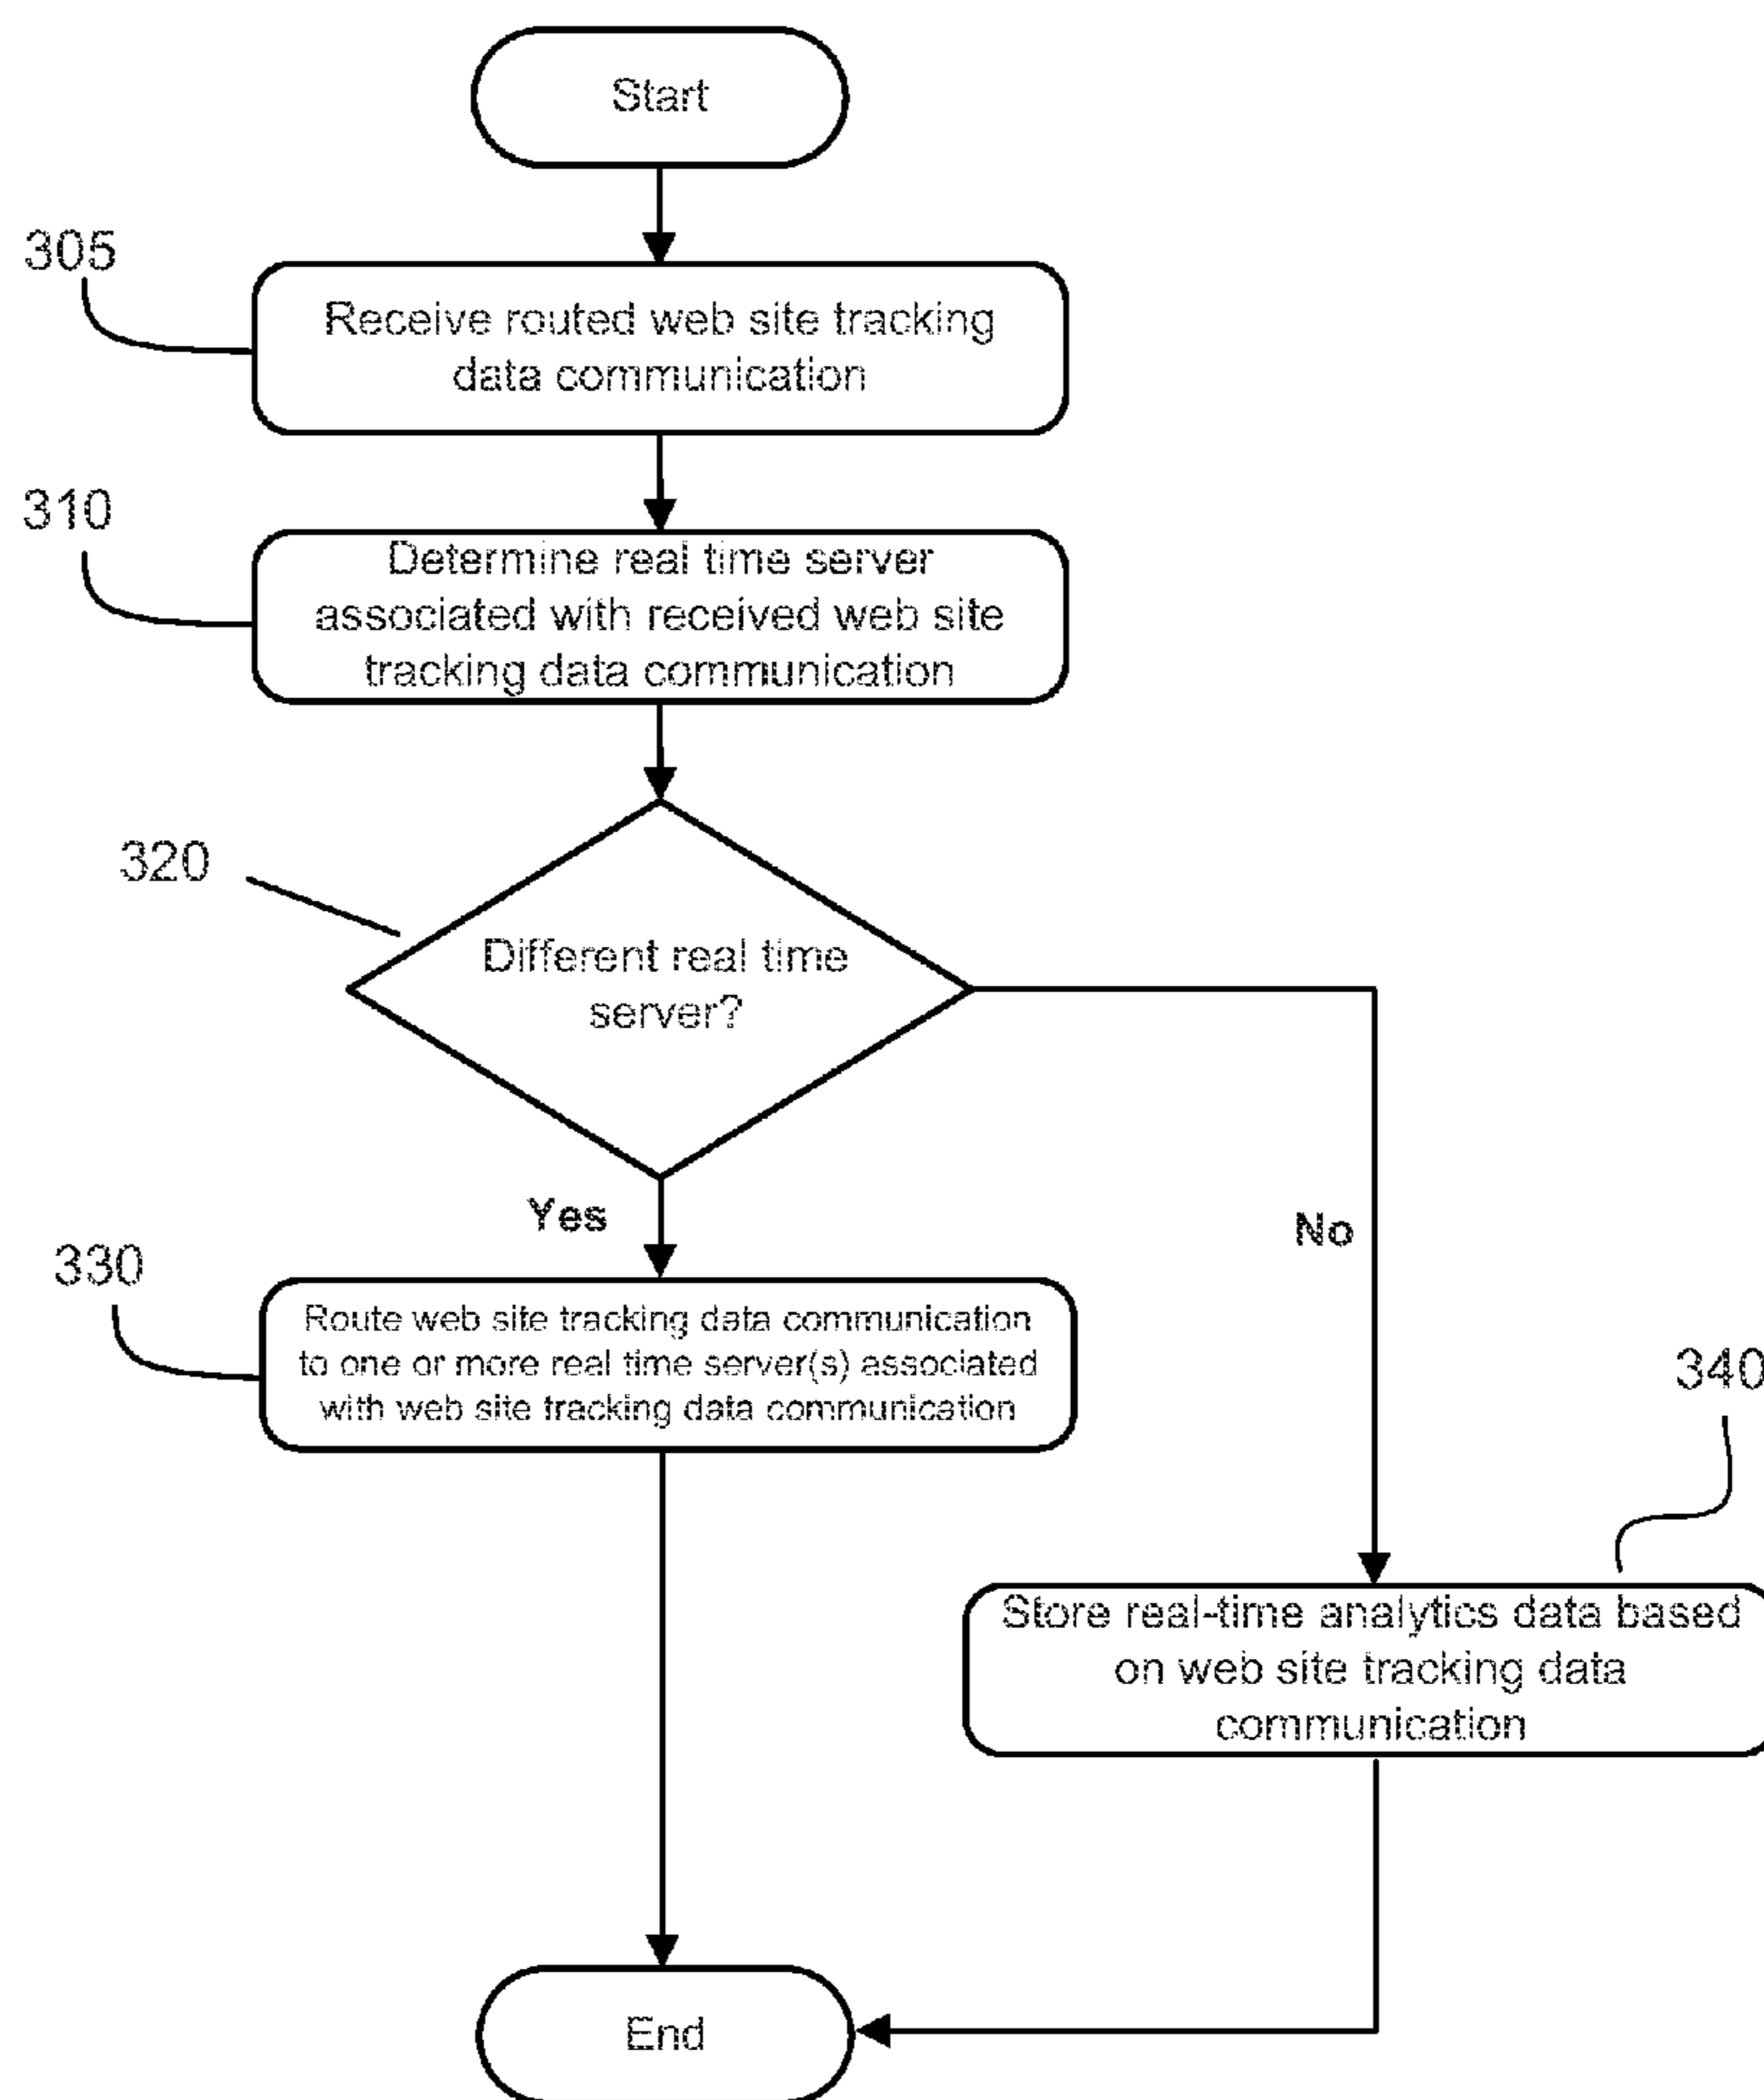 Start
305
Receive routed web site tracking
data communication
310
Determine real time server
associated with received web site
tracking data communication
320
Different real time
server?
Yes
No
330
Route web site tracking data communication
to one or more real time server(s) associated
with web site tracking data communication
340
Store real-time analytics data based
on web site tracking data
communication
End